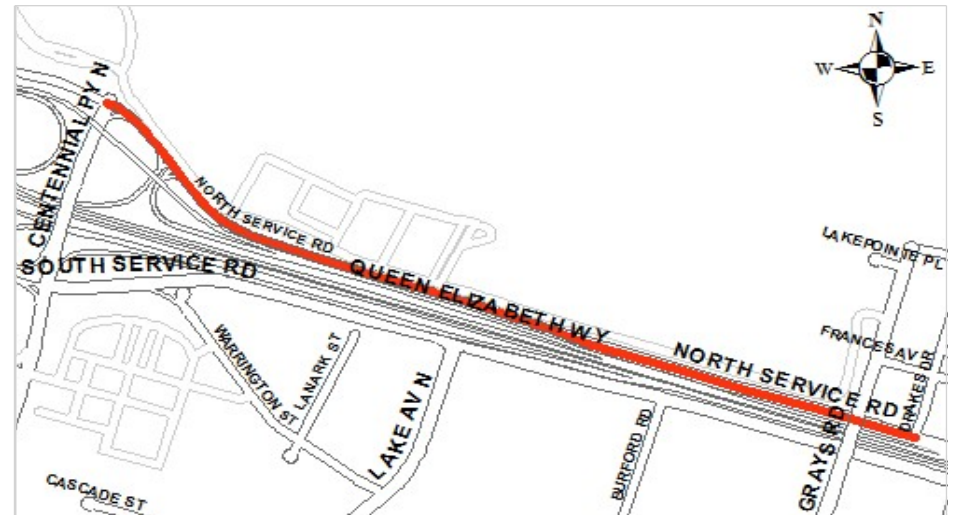 N
W E
S
CENTENNIAL PY N
NORTH SERVICE RD
SOUTH SERVICE RD
QUEEN ELIZABETH WY
LAKEPOINTE PL
FRANCES AV
DRAKES DR
NORTH SERVICE RD
WARRINGTON ST
LANARK ST
LAKE AV N
BURFORD RD
GRAYS RD
CASCADE ST